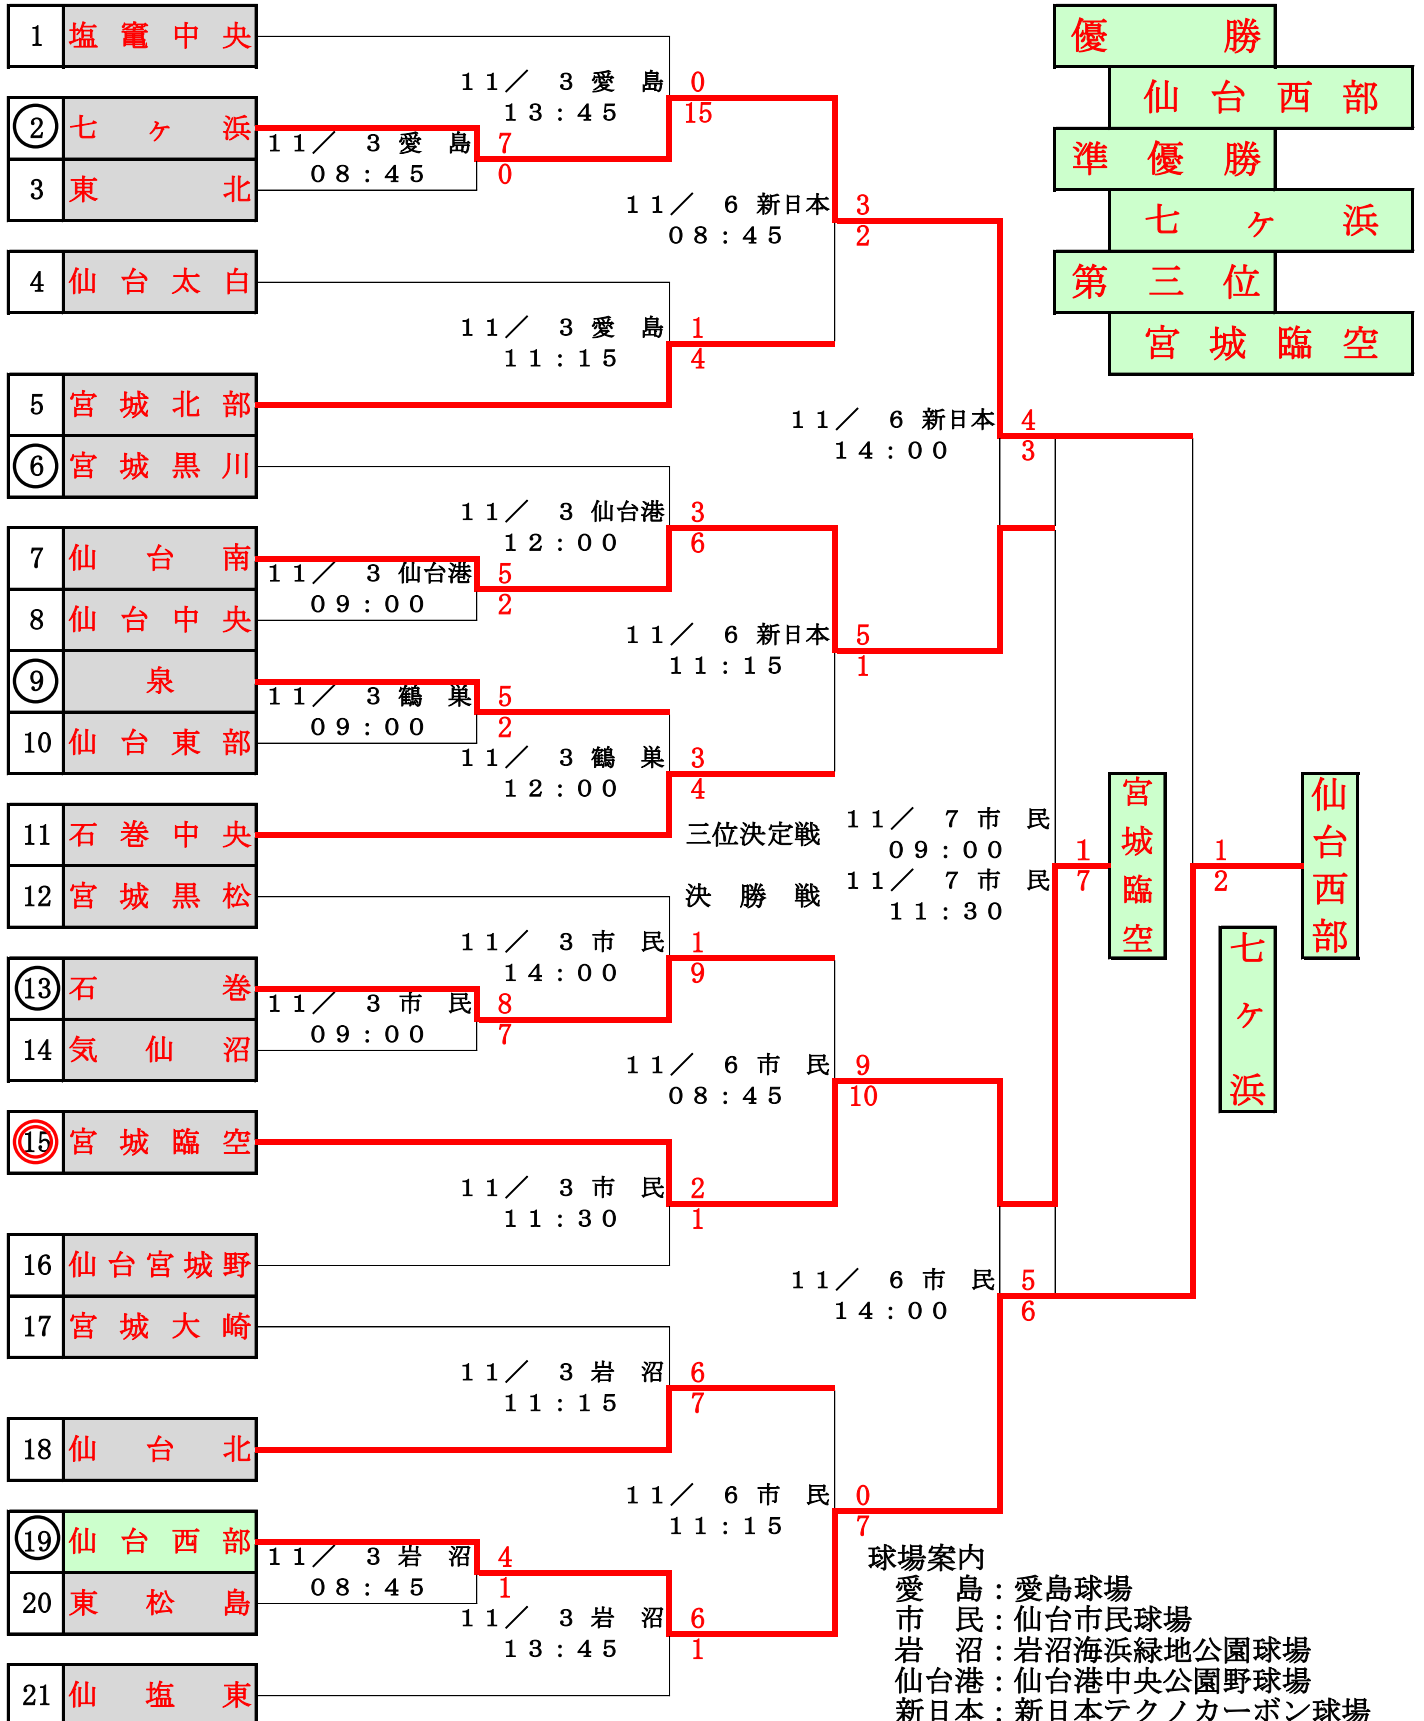 1 塩竈中央
11／ 3 愛島 0
13：45 15
② 七ヶ浜
11／ 3 愛島 7
08：45 0
3 東北
11／ 6 新日本 3
08：45 2
4 仙台太白
11／ 3 愛島 1
11：15 4
5 宮城北部
11／ 6 新日本 4
14：00 3
⑥ 宮城黒川
11／ 3 仙台港 3
12：00 6
7 仙台南
11／ 3 仙台港 5
09：00 2
8 仙台中央
11／ 6 新日本 5
11：15 1
⑨ 泉
11／ 3 鶴巣 5
09：00 2
10 仙台東部
11／ 3 鶴巣 3
12：00 4
11 石巻中央
三位決定戦 11／ 7 市民 1
09：00 7
12 宮城黒松
決勝戦 11／ 7 市民 1
11：30 2
11／ 3 市民 1
14：00 9
⑬ 石巻
11／ 3 市民 8
09：00 7
14 気仙沼
11／ 6 市民 9
08：45 10
15 宮城臨空
11／ 3 市民 2
11：30 1
16 仙台宮城野
11／ 6 市民 5
14：00 6
17 宮城大崎
11／ 3 岩沼 6
11：15 7
18 仙台北
11／ 6 市民 0
11：15 7
⑲ 仙台西部
11／ 3 岩沼 4
08：45 1
20 東松島
11／ 3 岩沼 6
13：45 1
21 仙塩東
優勝
仙台西部
準優勝
七ヶ浜
第三位
宮城臨空
宮城臨空
仙台西部
七ヶ浜
球場案内
愛島：愛島球場
市民：仙台市民球場
岩沼：岩沼海浜緑地公園球場
仙台港：仙台港中央公園野球場
新日本：新日本テクノカーボン球場